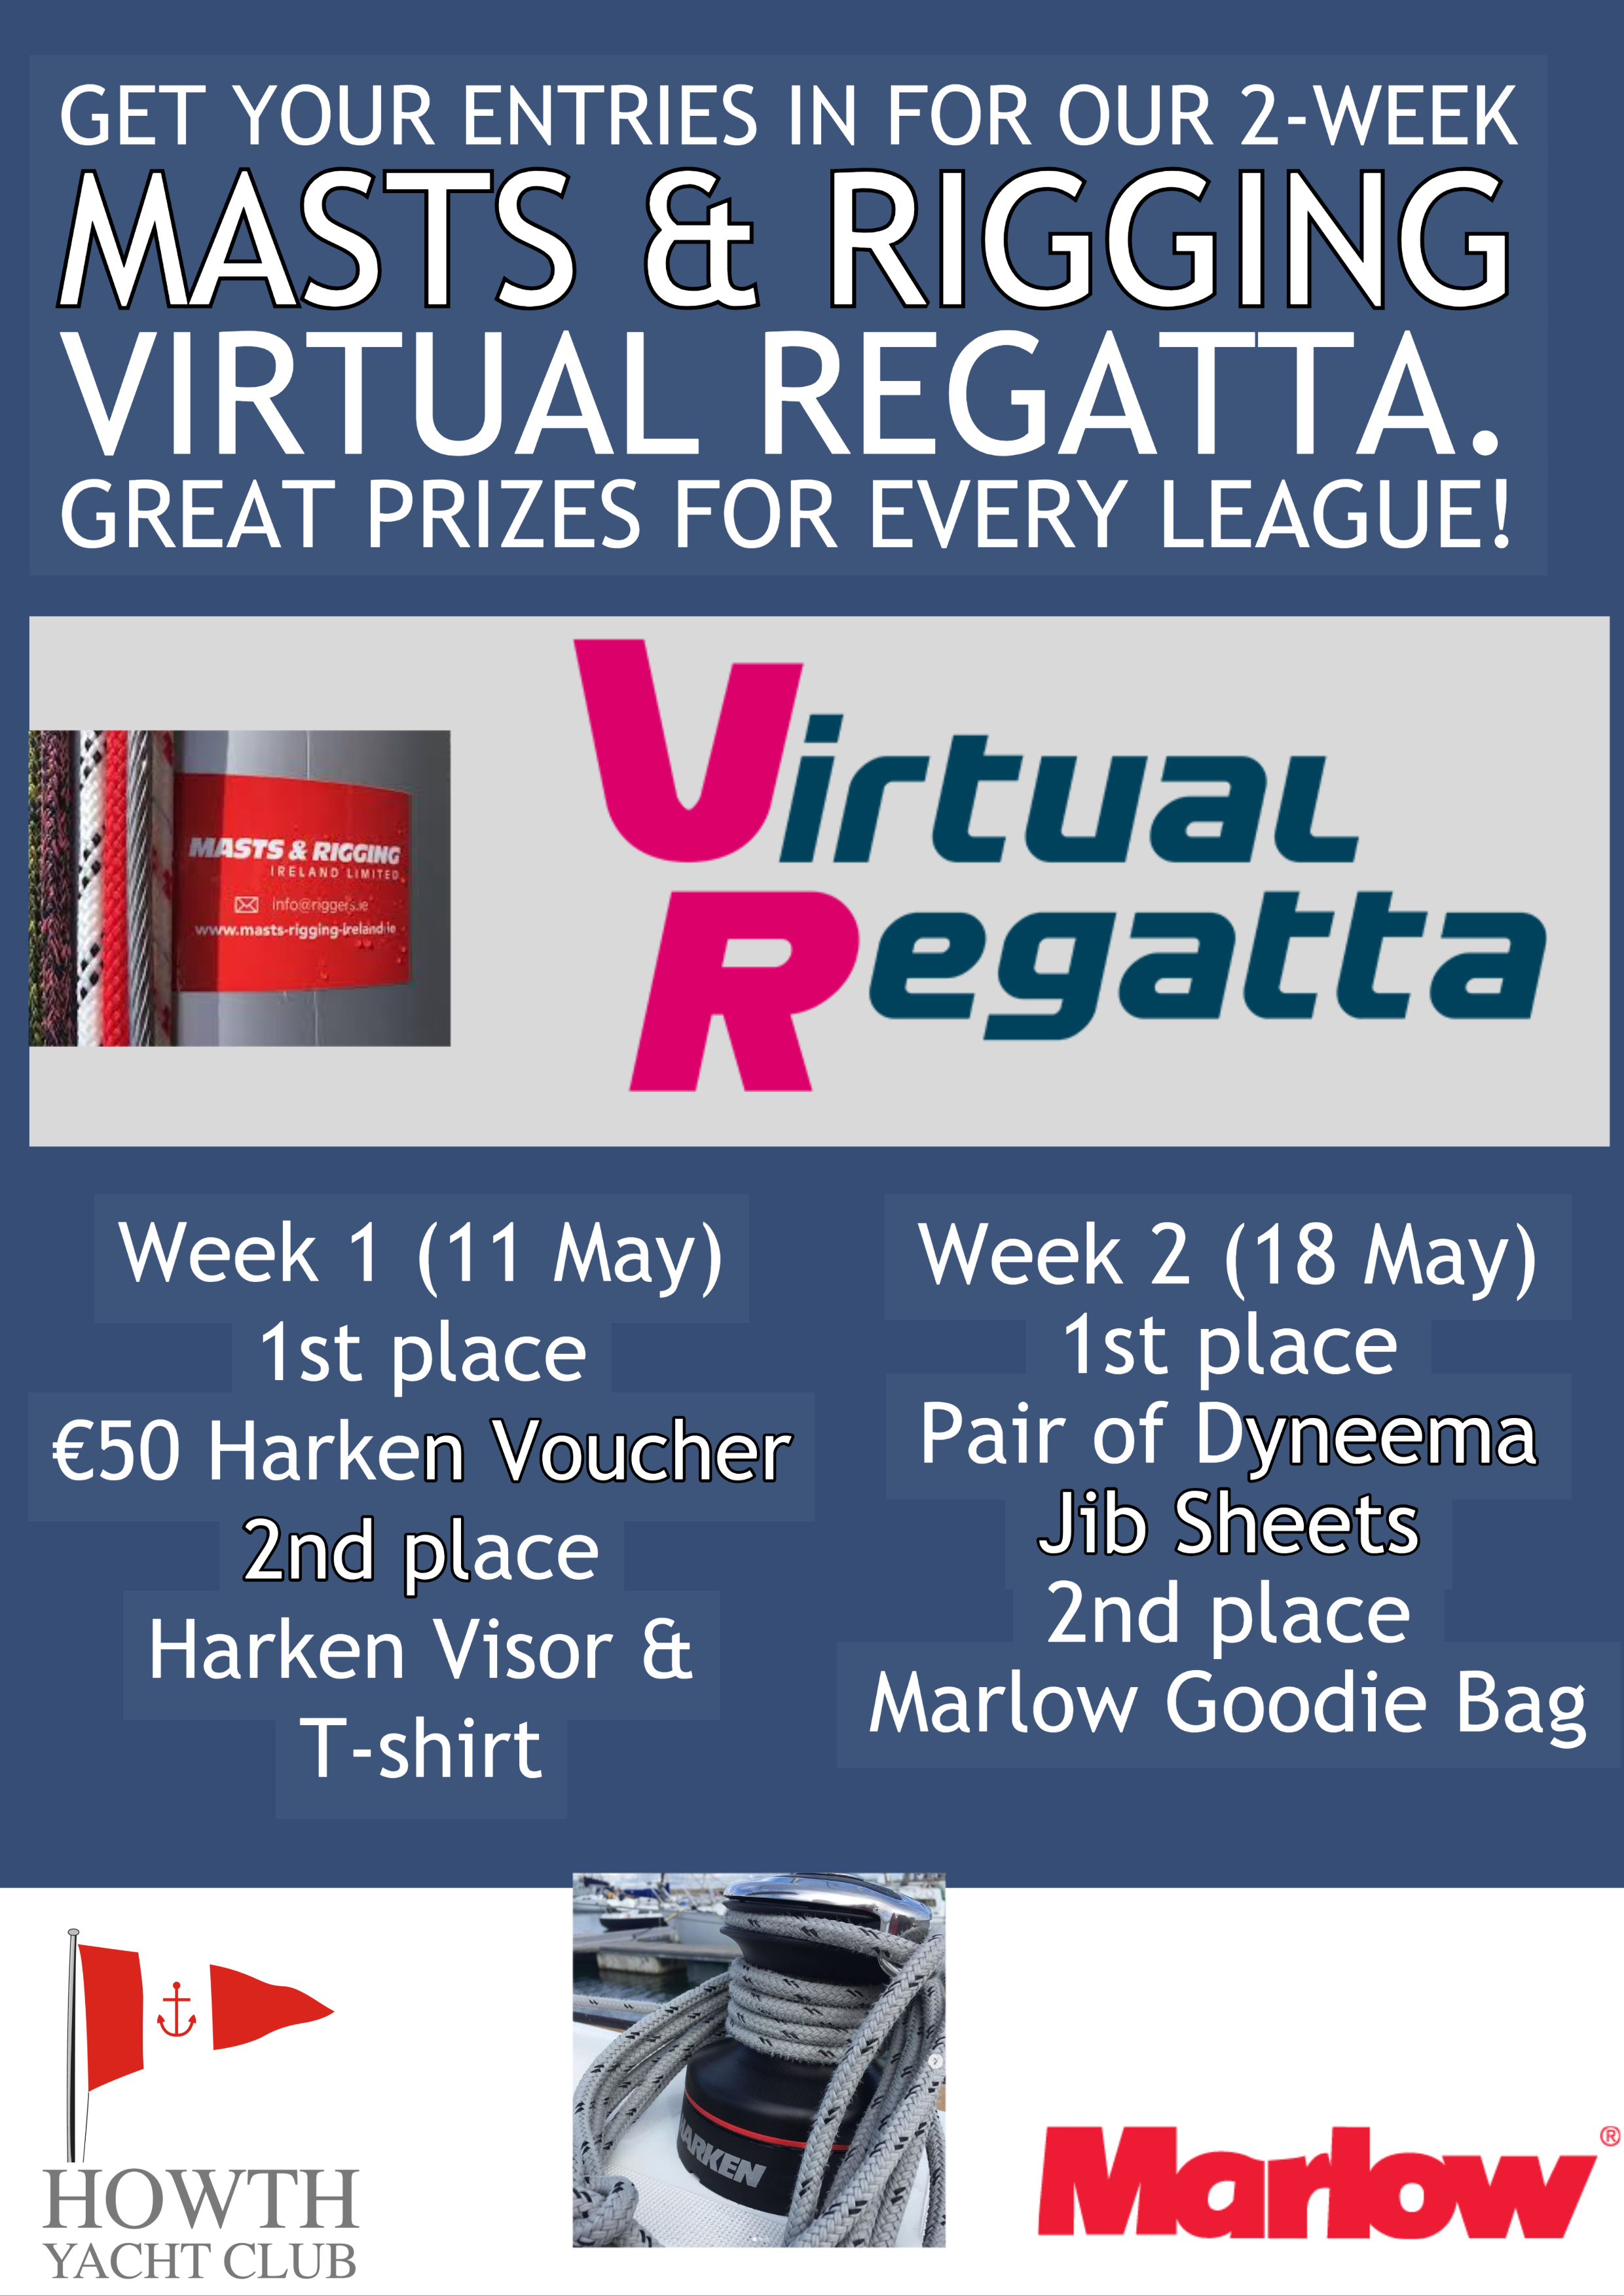 GET YOUR ENTRIES IN FOR OUR 2-WEEK
MASTS & RIGGING
VIRTUAL REGATTA.
GREAT PRIZES FOR EVERY LEAGUE!
MASTS & RIGGING
IRELAND LIMITED
info@riggers.ie
www.masts-rigging-ireland.ie
Virtual
Regatta
Week 1 (11 May)
1st place
€50 Harken Voucher
2nd place
Harken Visor &
T-shirt
Week 2 (18 May)
1st place
Pair of Dyneema
Jib Sheets
2nd place
Marlow Goodie Bag
HOWTH
YACHT CLUB
HARKEN
Marlow®